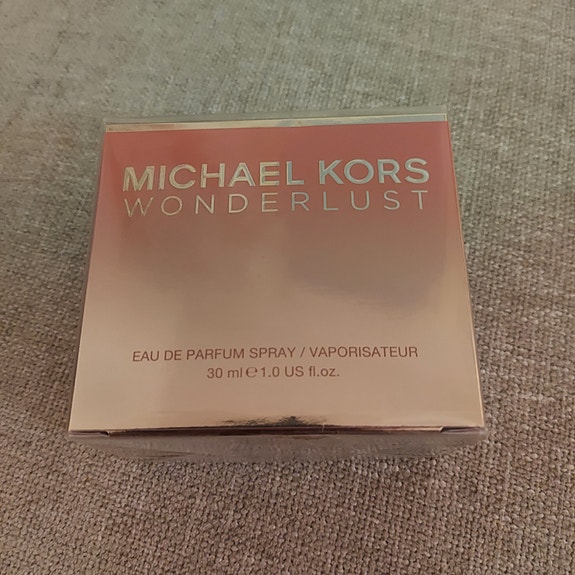 MICHAEL KORS
WONDERLUST
EAU DE PARFUM SPRAY / VAPORISATEUR
30 ml ℮ 1.0 US fl.oz.